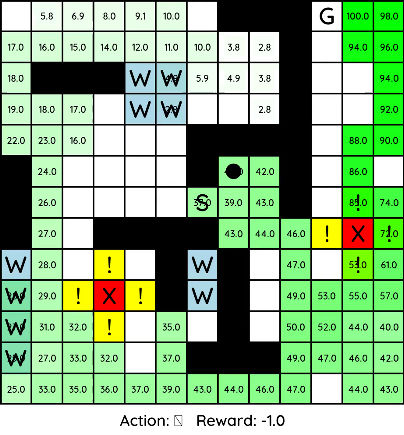 5.8 6.9 8.0 9.1 10.0 G 100.0 98.0
17.0 16.0 15.0 14.0 12.0 11.0 10.0 3.8 2.8 94.0 96.0
18.0 W W 5.9 4.9 3.8 94.0
19.0 18.0 17.0 W W 2.8 92.0
22.0 23.0 16.0 88.0 90.0
24.0 42.0 86.0
26.0 S 39.0 43.0 ! 74.0
27.0 43.0 44.0 46.0 ! X !
W 28.0 ! W 47.0 ! 61.0
W 29.0 ! X ! W 49.0 53.0 55.0 57.0
W 31.0 32.0 ! 35.0 50.0 52.0 44.0 40.0
W 27.0 33.0 32.0 37.0 49.0 47.0 46.0 42.0
25.0 33.0 35.0 36.0 37.0 39.0 43.0 44.0 46.0 47.0 44.0 43.0
Action: Reward: -1.0